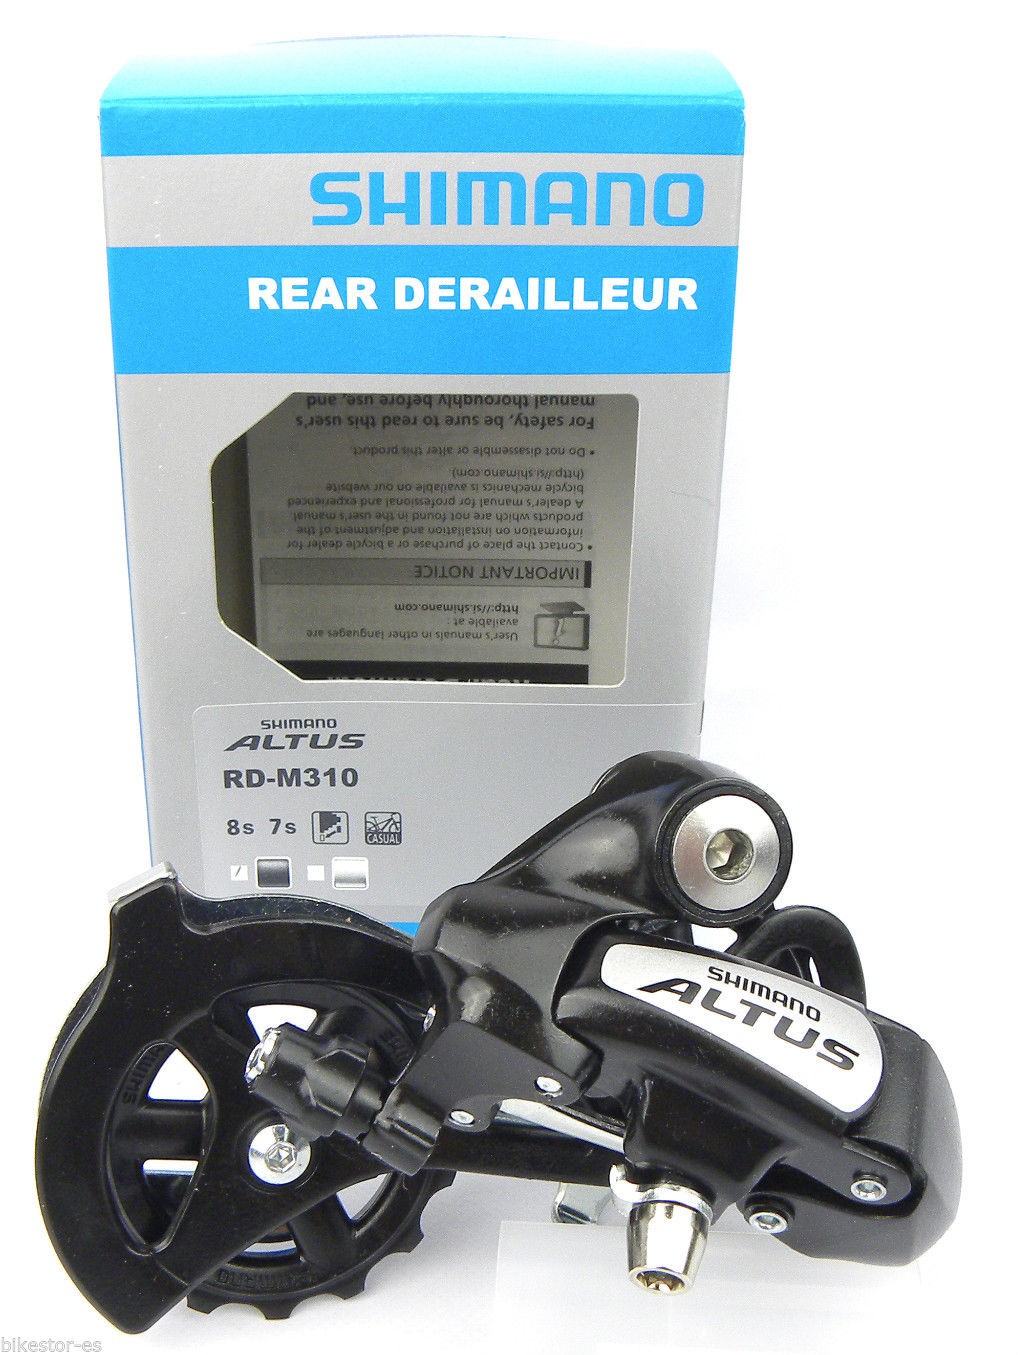 SHIMANO
REAR DERAILLEUR
manual thoroughly before use, and
For safety, be sure to read this user's
• Do not disassemble or alter this product
(http://si.shimano.com)
bicycle mechanics is available on our website
A dealer's manual for professional and experienced
products which are not found in the user's manual
information on installation and adjustment of the
• Contact the place of purchase or a bicycle dealer for
IMPORTANT NOTICE
http://si.shimano.com
available at :
User's manuals in other languages are
SHIMANO
ALTUS
RD-M310
8s 7s
CASUAL
SHIMANO
ALTUS
SHIMANO
SHIMANO
bikestor-es